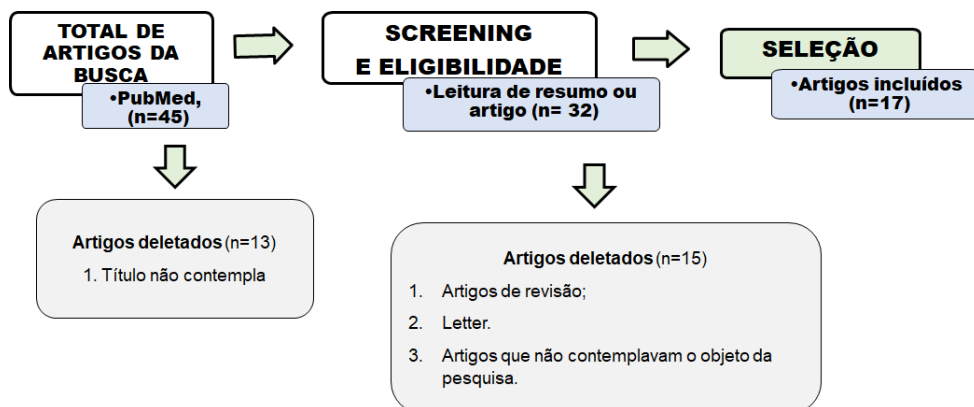 TOTAL DE
ARTIGOS DA
BUSCA
•PubMed,
(n=45)
SCREENING
E ELIGIBILIDADE
•Leitura de resumo ou
artigo (n= 32)
SELEÇÃO
•Artigos incluídos
(n=17)
Artigos deletados (n=13)
1. Título não contempla
Artigos deletados (n=15)
1. Artigos de revisão;
2. Letter.
3. Artigos que não contemplavam o objeto da
pesquisa.